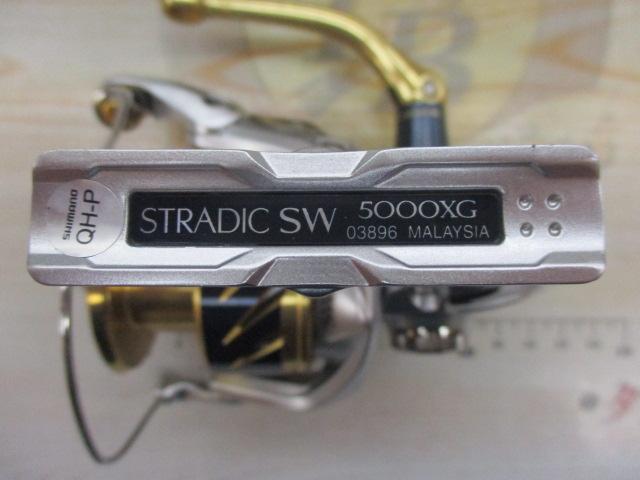 SHIMANO
QH-P
STRADIC SW 5000XG
03896 MALAYSIA